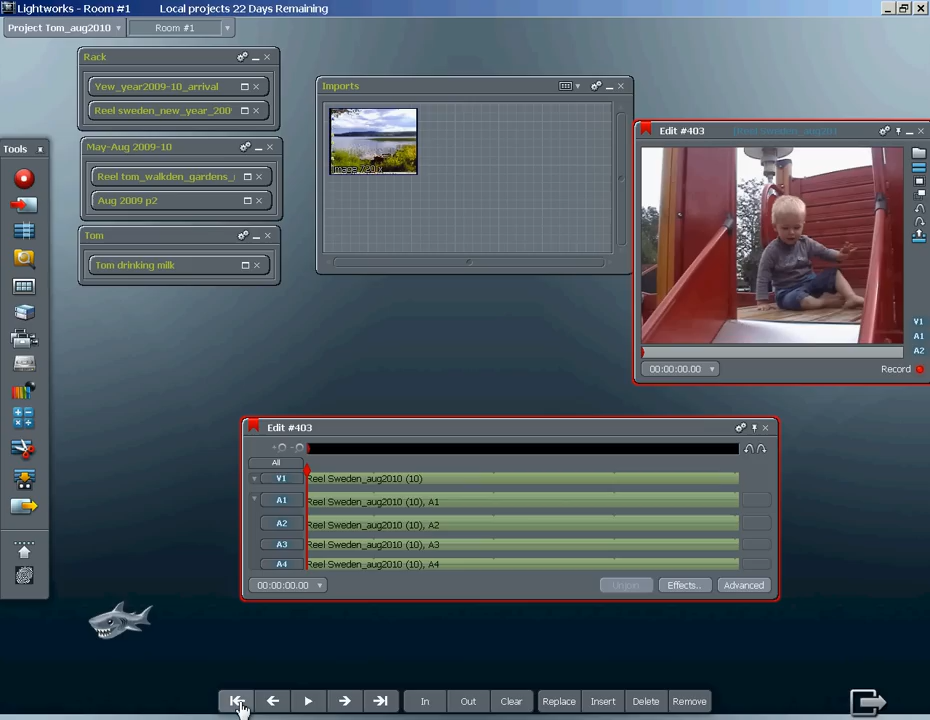 Lightworks - Room #1 Local projects 22 Days Remaining
Project Tom_aug2010 Room #1
Rack
Yew_year2009-10_arrival
Reel sweden_new_year_200
May-Aug 2009-10
Reel tom_walkden_gardens_
Aug 2009 p2
Tom
Tom drinking milk
Tools x
Imports
Edit #403
V1
A1
A2
00:00:00.00
Record
Edit #403
All
V1 Reel Sweden_aug2010 (10)
A1 Reel Sweden_aug2010 (10), A1
A2 Reel Sweden_aug2010 (10), A2
A3 Reel Sweden_aug2010 (10), A3
A4 Reel Sweden_aug2010 (10), A4
00:00:00.00 Unjoin Effects.. Advanced
In Out Clear Replace Insert Delete Remove